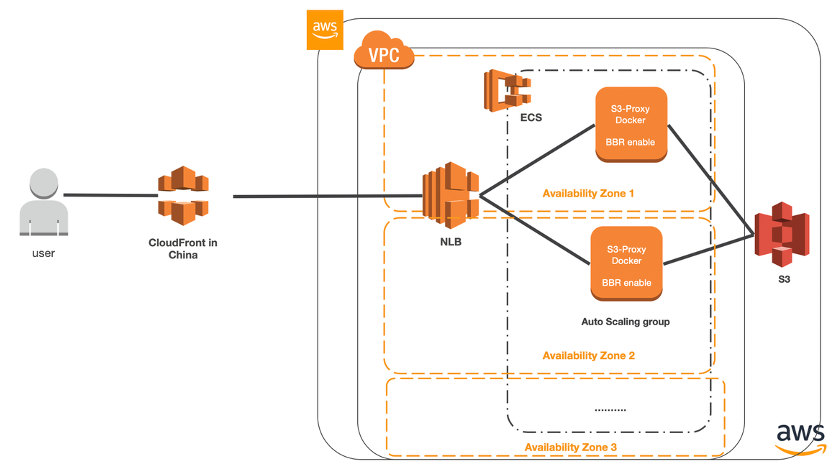 aws
VPC
ECS
S3-Proxy
Docker
BBR enable
Availability Zone 1
user
CloudFront in
China
NLB
S3-Proxy
Docker
BBR enable
S3
Auto Scaling group
Availability Zone 2
..........
Availability Zone 3
aws